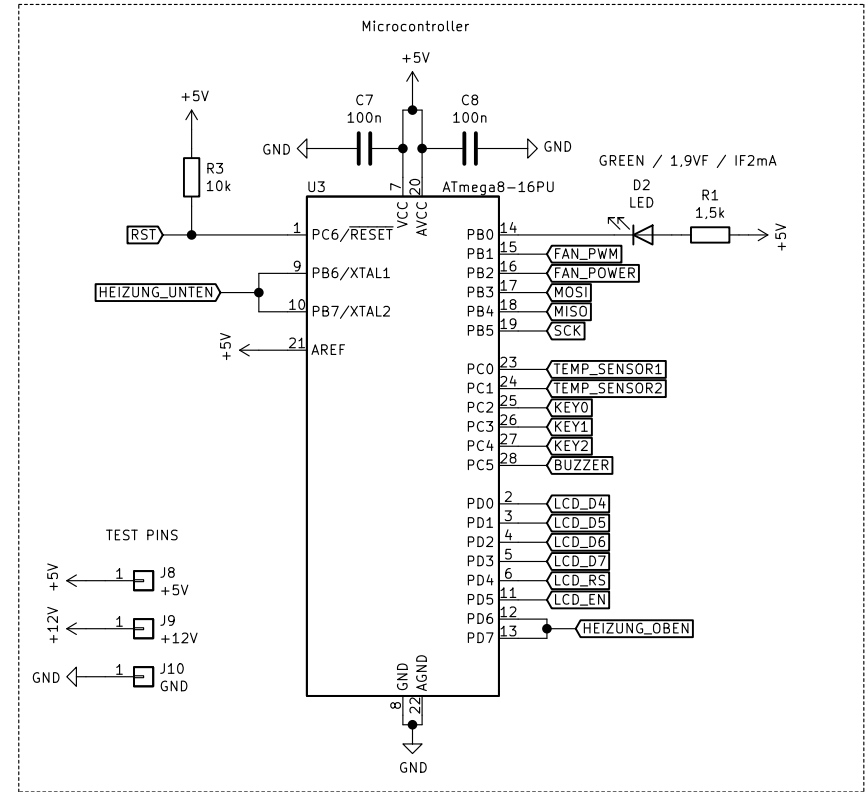 Microcontroller
+5V
+5V
C7
100n
C8
100n
GND
GND
R3
10k
GREEN / 1,9VF / IF2mA
D2
LED
R1
1,5k
+5V
U3
ATmega8-16PU
7 VCC
20 AVCC
RST
1 PC6/RESET
HEIZUNG_UNTEN
9 PB6/XTAL1
10 PB7/XTAL2
+5V
21 AREF
PB0 14
PB1 15 FAN_PWM
PB2 16 FAN_POWER
PB3 17 MOSI
PB4 18 MISO
PB5 19 SCK
PC0 23 TEMP_SENSOR1
PC1 24 TEMP_SENSOR2
PC2 25 KEY0
PC3 26 KEY1
PC4 27 KEY2
PC5 28 BUZZER
PD0 2 LCD_D4
PD1 3 LCD_D5
PD2 4 LCD_D6
PD3 5 LCD_D7
PD4 6 LCD_RS
PD5 11 LCD_EN
PD6 12
PD7 13
HEIZUNG_OBEN
TEST PINS
+5V 1 J8
+5V
+12V 1 J9
+12V
GND 1 J10
GND
GND 8
AGND 22
GND